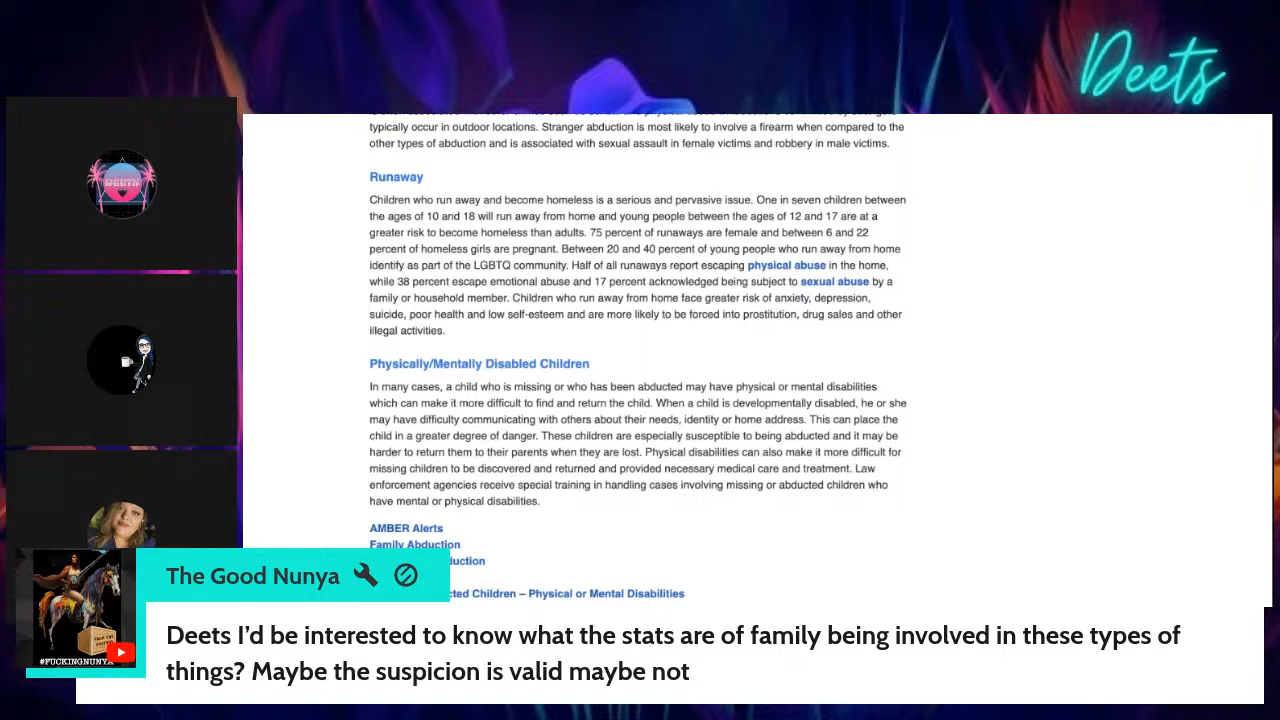 Deets
typically occur in outdoor locations. Stranger abduction is most likely to involve a firearm when compared to the
other types of abduction and is associated with sexual assault in female victims and robbery in male victims.
Runaway
Children who run away and become homeless is a serious and pervasive issue. One in seven children between
the ages of 10 and 18 will run away from home and young people between the ages of 12 and 17 are at a
greater risk to become homeless than adults. 75 percent of runaways are female and between 6 and 22
percent of homeless girls are pregnant. Between 20 and 40 percent of young people who run away from home
identify as part of the LGBTQ community. Half of all runaways report escaping physical abuse in the home,
while 38 percent escape emotional abuse and 17 percent acknowledged being subject to sexual abuse by a
family or household member. Children who run away from home face greater risk of anxiety, depression,
suicide, poor health and low self-esteem and are more likely to be forced into prostitution, drug sales and other
illegal activities.
Physically/Mentally Disabled Children
In many cases, a child who is missing or who has been abducted may have physical or mental disabilities
which can make it more difficult to find and return the child. When a child is developmentally disabled, he or she
may have difficulty communicating with others about their needs, identity or home address. This can place the
child in a greater degree of danger. These children are especially susceptible to being abducted and it may be
harder to return them to their parents when they are lost. Physical disabilities can also make it more difficult for
missing children to be discovered and returned and provided necessary medical care and treatment. Law
enforcement agencies receive special training in handling cases involving missing or abducted children who
have mental or physical disabilities.
AMBER Alerts
Family Abduction
uction
cted Children – Physical or Mental Disabilities
DEETS
The Good Nunya
#FUCKINGNUNYA
Deets I'd be interested to know what the stats are of family being involved in these types of
things? Maybe the suspicion is valid maybe not